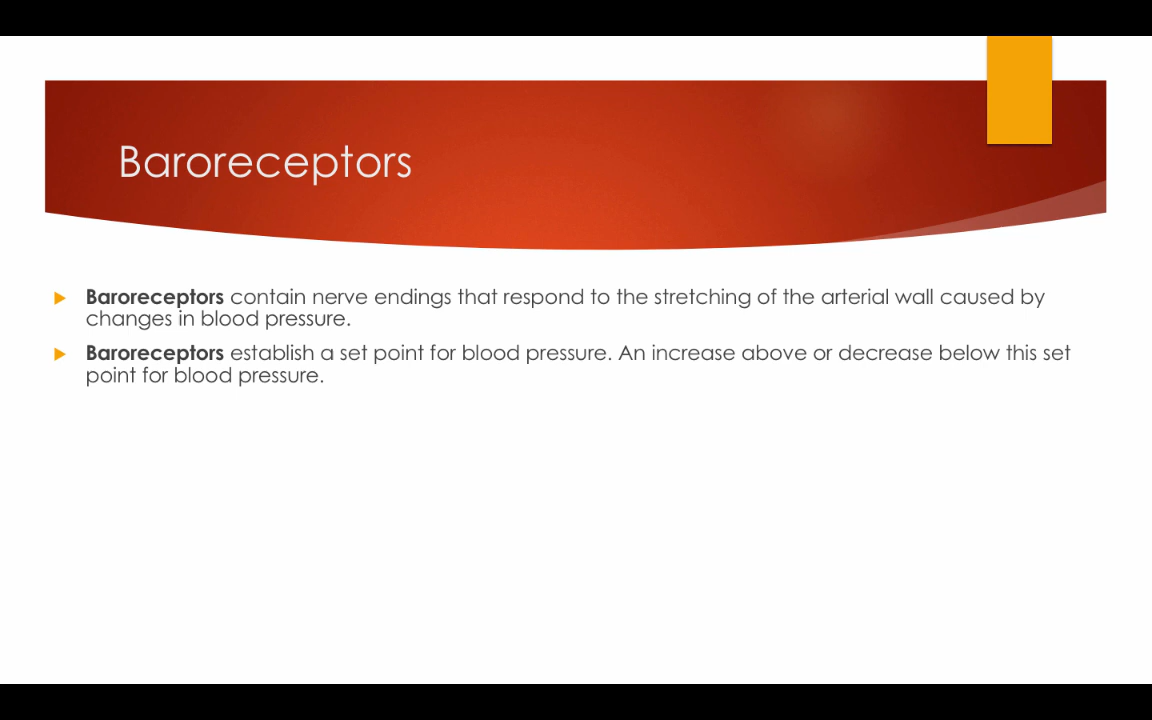 Baroreceptors
Baroreceptors contain nerve endings that respond to the stretching of the arterial wall caused by
changes in blood pressure.
Baroreceptors establish a set point for blood pressure. An increase above or decrease below this set
point for blood pressure.